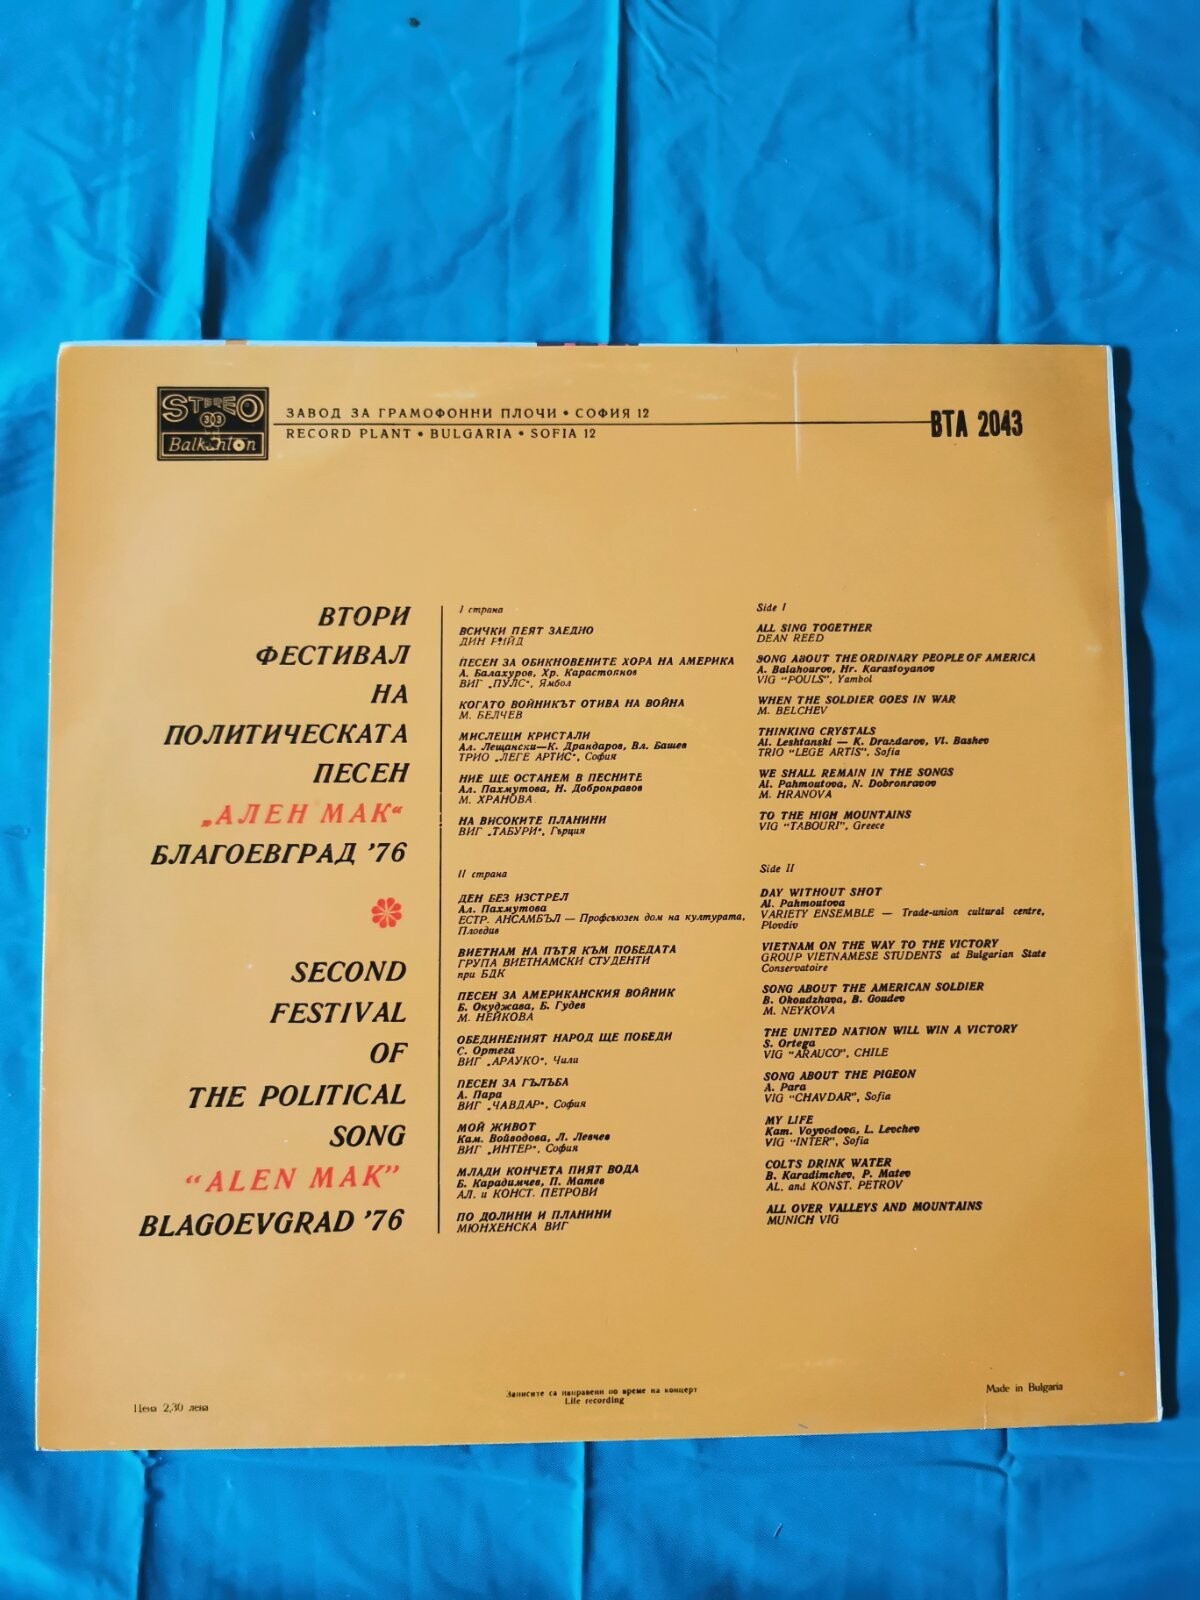 STEREO
33
Balkanton
ЗАВОД ЗА ГРАМОФОННИ ПЛОЧИ • СОФИЯ 12
RECORD PLANT • BULGARIA • SOFIA 12
ВТА 2043
ВТОРИ
ФЕСТИВАЛ
НА
ПОЛИТИЧЕСКАТА
ПЕСЕН
„АЛЕН МАК“
БЛАГОЕВГРАД '76
SECOND
FESTIVAL
OF
THE POLITICAL
SONG
“ALEN MAK”
BLAGOEVGRAD '76
I страна
ВСИЧКИ ПЕЯТ ЗАЕДНО
ДИН РИЙД
ПЕСЕН ЗА ОБИКНОВЕНИТЕ ХОРА НА АМЕРИКА
А. Балахуров, Хр. Карастоянов
ВИГ „ПУЛС“, Ямбол
КОГАТО ВОЙНИКЪТ ОТИВА НА ВОЙНА
М. БЕЛЧЕВ
МИСЛЕЩИ КРИСТАЛИ
Ал. Лещански—К. Драндаров, Вл. Башев
ТРИО „ЛЕГЕ АРТИС“, София
НИЕ ЩЕ ОСТАНЕМ В ПЕСНИТЕ
Ал. Пахмутова, Н. Добронравов
М. ХРАНОВА
НА ВИСОКИТЕ ПЛАНИНИ
ВИГ „ТАБУРИ“, Гърция
II страна
ДЕН БЕЗ ИЗСТРЕЛ
Ал. Пахмутова
ЕСТР. АНСАМБЪЛ — Профсъюзен дом на културата,
Пловдив
ВИЕТНАМ НА ПЪТЯ КЪМ ПОБЕДАТА
ГРУПА ВИЕТНАМСКИ СТУДЕНТИ
при БДК
ПЕСЕН ЗА АМЕРИКАНСКИЯ ВОЙНИК
Б. Окуджава, Б. Гудев
М. НЕЙКОВА
ОБЕДИНЕНИЯТ НАРОД ЩЕ ПОБЕДИ
С. Ортега
ВИГ „АРАУКО“, Чили
ПЕСЕН ЗА ГЪЛЪБА
А. Пара
ВИГ „ЧАВДАР“, София
МОЙ ЖИВОТ
Кам. Войводова, Л. Левчев
ВИГ „ИНТЕР“, София
МЛАДИ КОНЧЕТА ПИЯТ ВОДА
Б. Карадимчев, П. Матев
АЛ. и КОНСТ. ПЕТРОВИ
ПО ДОЛИНИ И ПЛАНИНИ
МЮНХЕНСКА ВИГ
Side I
ALL SING TOGETHER
DEAN REED
SONG ABOUT THE ORDINARY PEOPLE OF AMERICA
A. Balahourov, Hr. Karastoyanov
VIG “POULS”, Yambol
WHEN THE SOLDIER GOES IN WAR
M. BELCHEV
THINKING CRYSTALS
Al. Leshtanski — K. Drandarov, Vl. Bashev
TRIO “LEGE ARTIS”, Sofia
WE SHALL REMAIN IN THE SONGS
Al. Pahmoutova, N. Dobronravov
M. HRANOVA
TO THE HIGH MOUNTAINS
VIG “TABOURI”, Greece
Side II
DAY WITHOUT SHOT
Al. Pahmoutova
VARIETY ENSEMBLE — Trade-union cultural centre,
Plovdiv
VIETNAM ON THE WAY TO THE VICTORY
GROUP VIETNAMESE STUDENTS at Bulgarian State
Conservatoire
SONG ABOUT THE AMERICAN SOLDIER
B. Okoudzhava, B. Goudev
M. NEYKOVA
THE UNITED NATION WILL WIN A VICTORY
S. Ortega
VIG “ARAUCO”, CHILE
SONG ABOUT THE PIGEON
A. Para
VIG “CHAVDAR”, Sofia
MY LIFE
Kam. Voyvodova, L. Levchev
VIG “INTER”, Sofia
COLTS DRINK WATER
B. Karadimchev, P. Matev
AL. and KONST. PETROV
ALL OVER VALLEYS AND MOUNTAINS
MUNICH VIG
Цена 2,30 лева
Записите са направени по време на концерт
Life recording
Made in Bulgaria